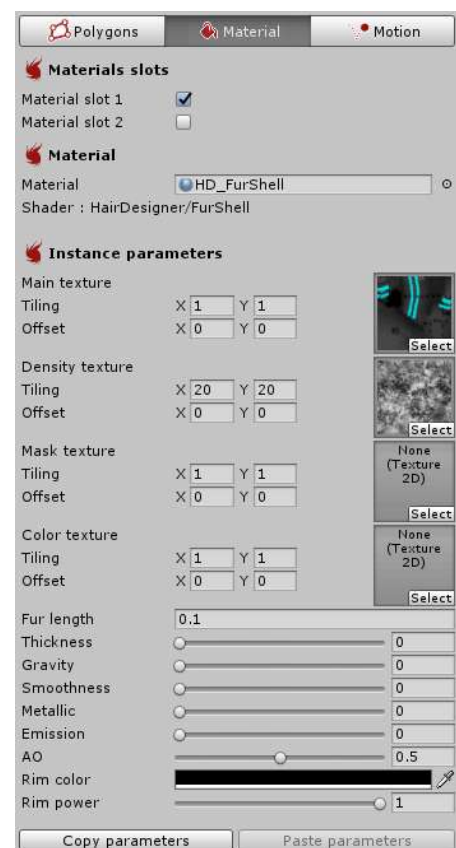 Polygons Material Motion
Materials slots
Material slot 1
Material slot 2
Material
Material HD_FurShell
Shader : HairDesigner/FurShell
Instance parameters
Main texture
Tiling X 1 Y 1
Offset X 0 Y 0
Select
Density texture
Tiling X 20 Y 20
Offset X 0 Y 0
Select
Mask texture
None
(Texture
2D)
Tiling X 1 Y 1
Offset X 0 Y 0
Select
Color texture
None
(Texture
2D)
Tiling X 1 Y 1
Offset X 0 Y 0
Select
Fur length 0.1
Thickness 0
Gravity 0
Smoothness 0
Metallic 0
Emission 0
AO 0.5
Rim color
Rim power 1
Copy parameters Paste parameters